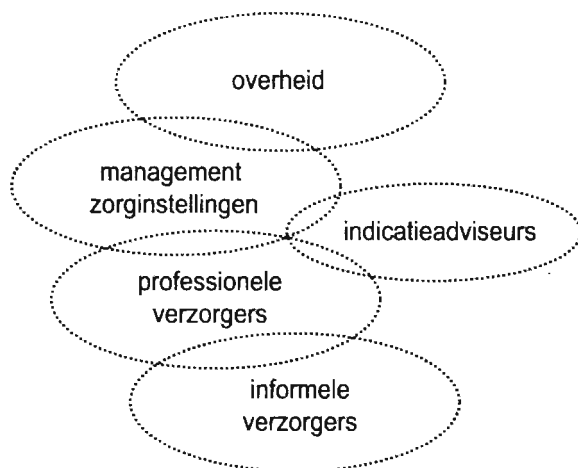 overheid
management
zorginstellingen
indicatieadviseurs
professionele
verzorgers
informele
verzorgers